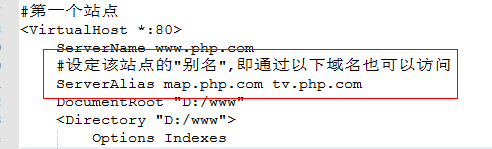 #第一个站点
<VirtualHost *:80>
ServerName www.php.com
#设定该站点的"别名",即通过以下域名也可以访问
ServerAlias map.php.com tv.php.com
DocumentRoot "D:/www"
<Directory "D:/www">
Options Indexes